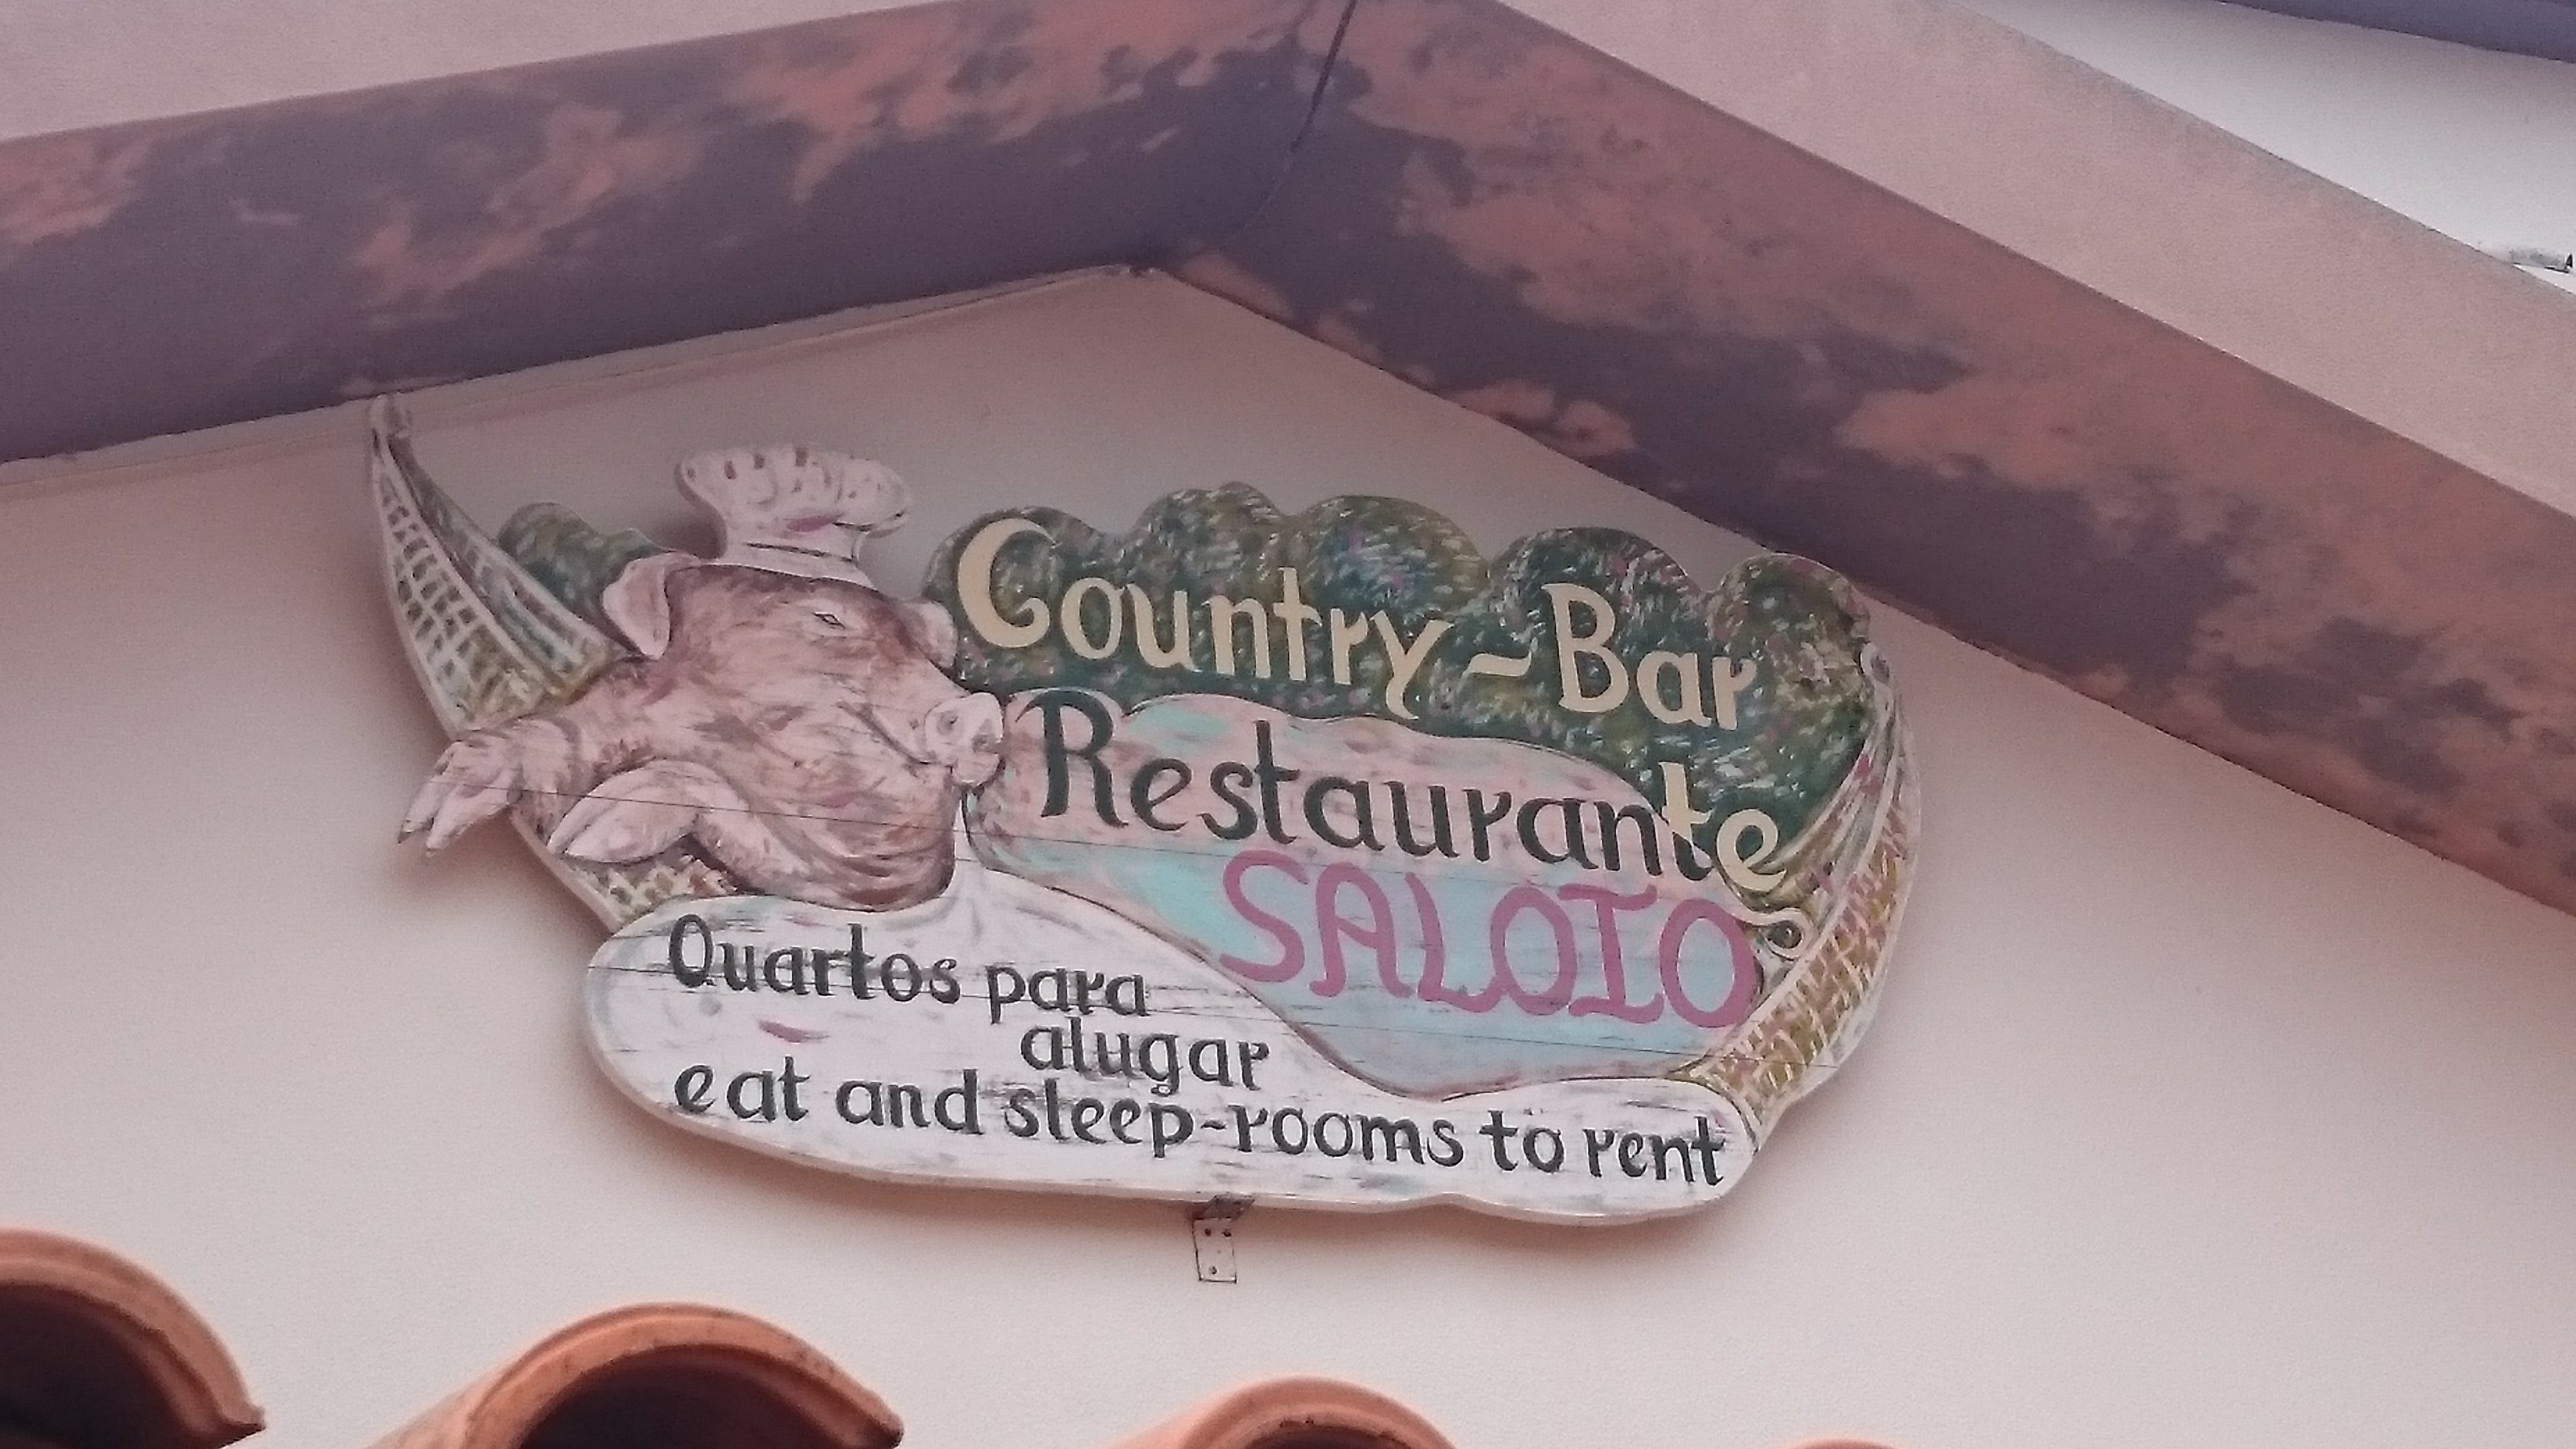 Country-Bar
Restaurante
SALOIO
Quartos para
alugar
eat and sleep-rooms to rent